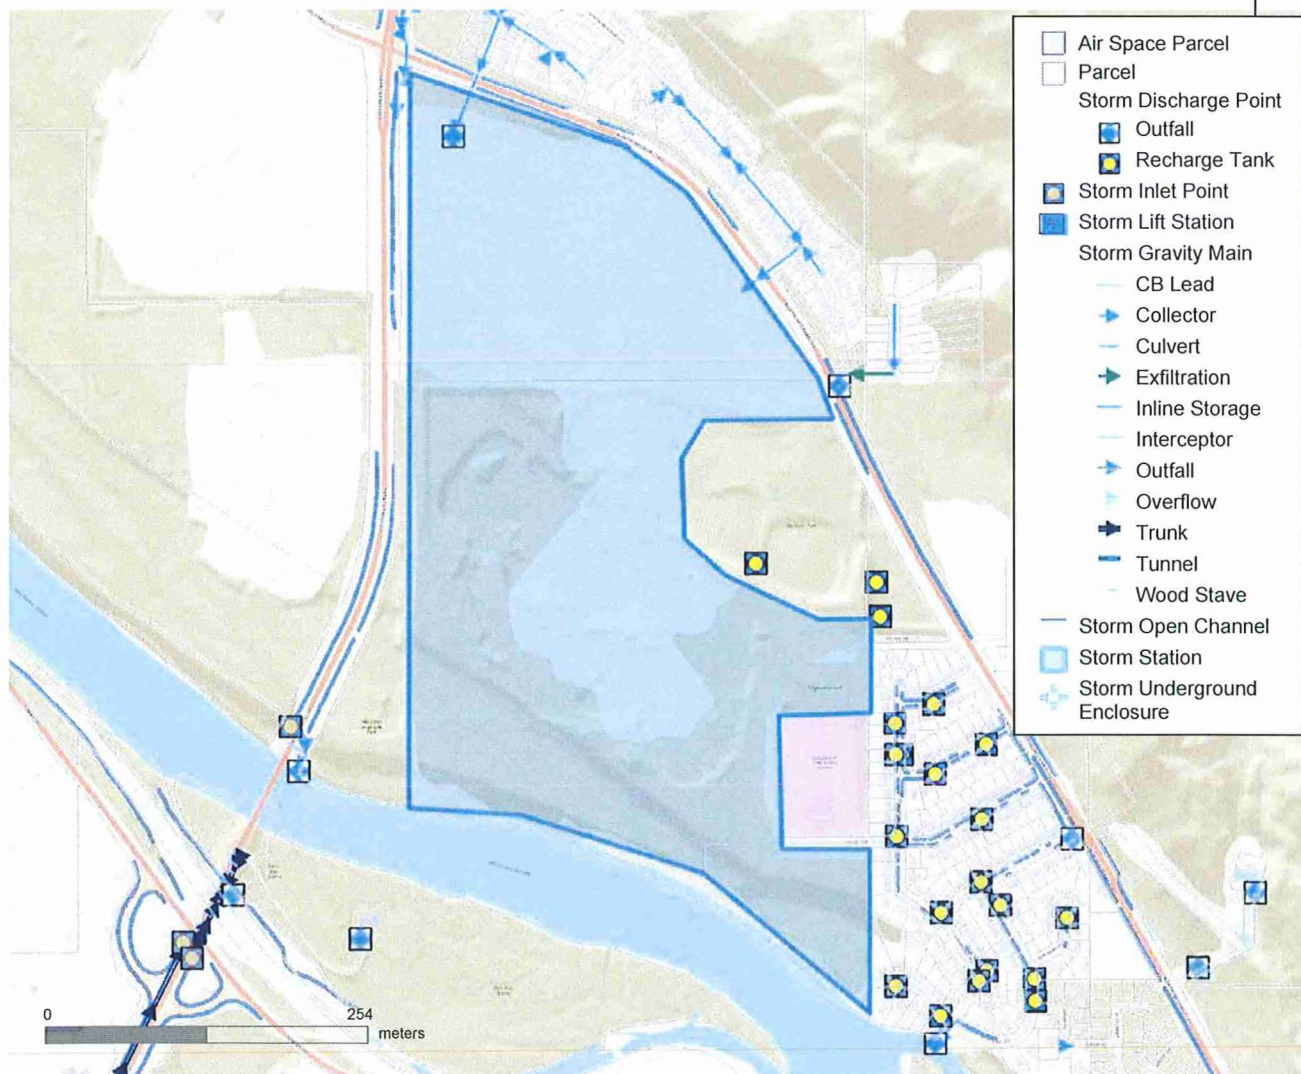 Air Space Parcel
Parcel
Storm Discharge Point
Outfall
Recharge Tank
Storm Inlet Point
Storm Lift Station
Storm Gravity Main
CB Lead
Collector
Culvert
Exfiltration
Inline Storage
Interceptor
Outfall
Overflow
Trunk
Tunnel
Wood Stave
Storm Open Channel
Storm Station
Storm Underground
Enclosure
0 254
meters